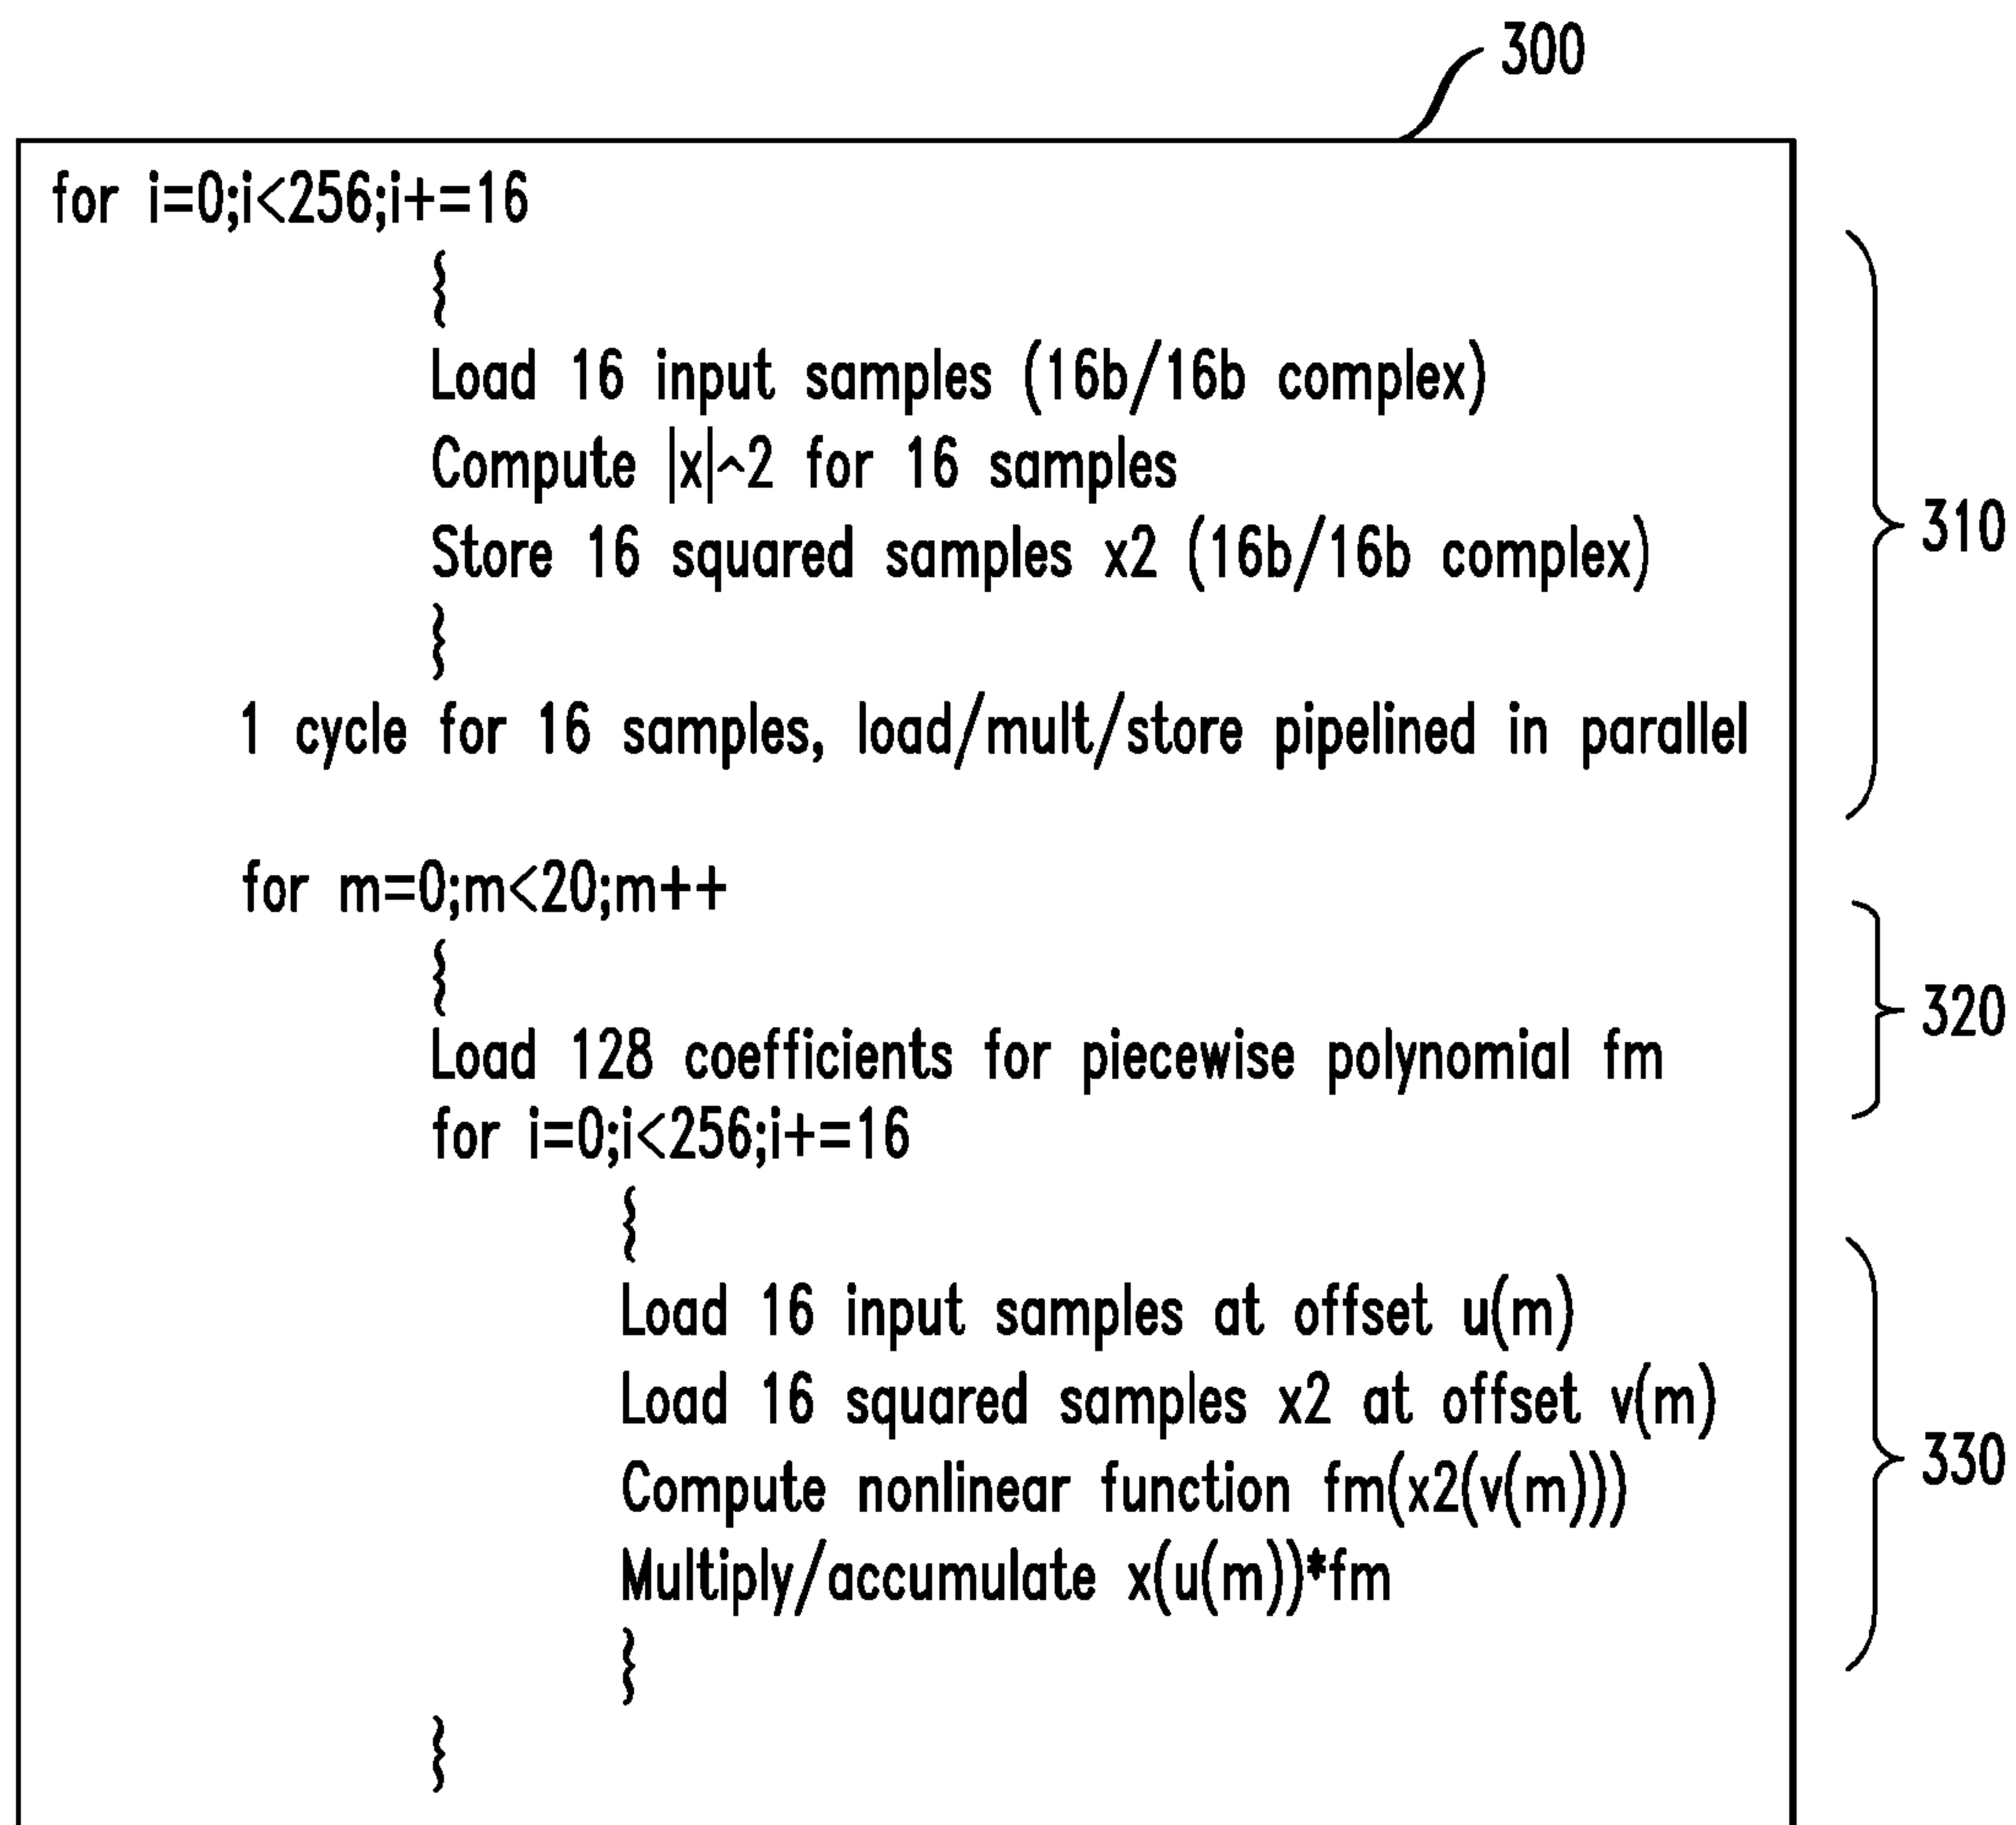 300
for i=0;i<256;i+=16
{
Load 16 input samples (16b/16b complex)
Compute |x|^2 for 16 samples
Store 16 squared samples x2 (16b/16b complex)
}
310
1 cycle for 16 samples, load/mult/store pipelined in parallel
for m=0;m<20;m++
{
320
Load 128 coefficients for piecewise polynomial fm
for i=0;i<256;i+=16
{
Load 16 input samples at offset u(m)
Load 16 squared samples x2 at offset v(m)
330
Compute nonlinear function fm(x2(v(m)))
Multiply/accumulate x(u(m))*fm
}
}